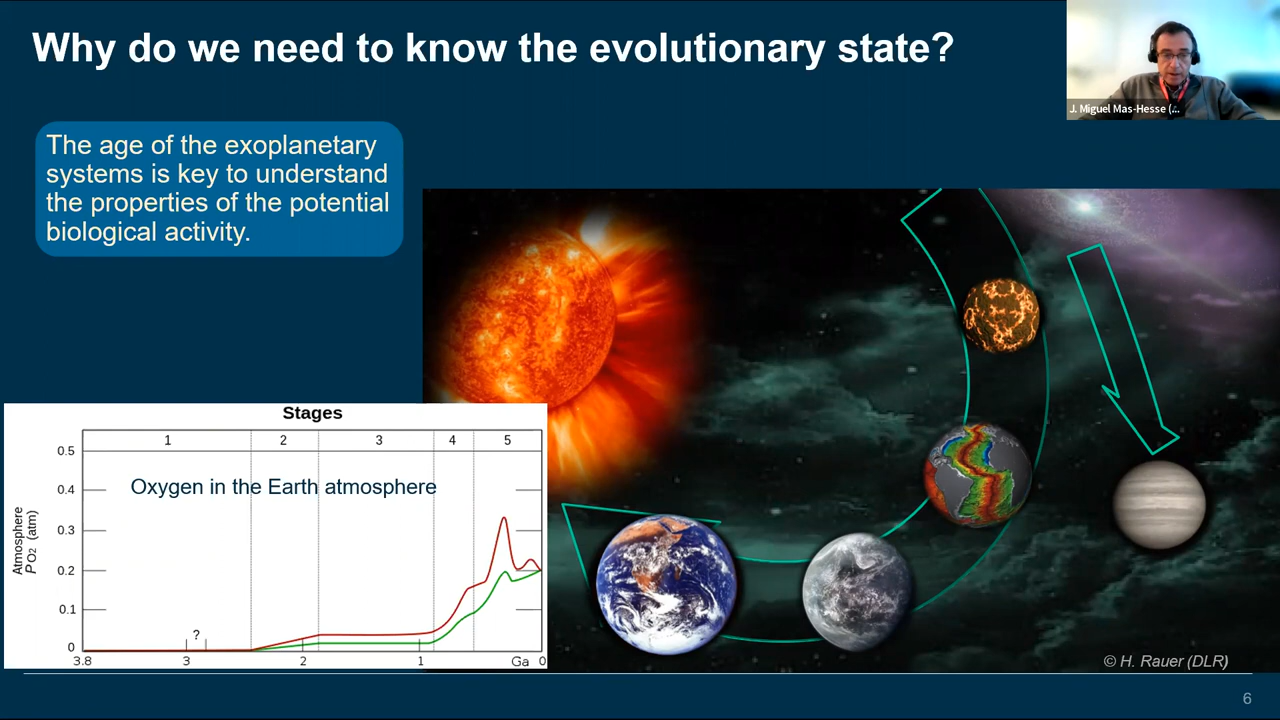 Why do we need to know the evolutionary state?
J. Miguel Mas-Hesse (...
The age of the exoplanetary
systems is key to understand
the properties of the potential
biological activity.
Stages
1 2 3 4 5
Oxygen in the Earth atmosphere
Atmosphere
PO2 (atm)
0.5
0.4
0.3
0.2
0.1
0
?
3.8 3 2 1 Ga 0
© H. Rauer (DLR)
6